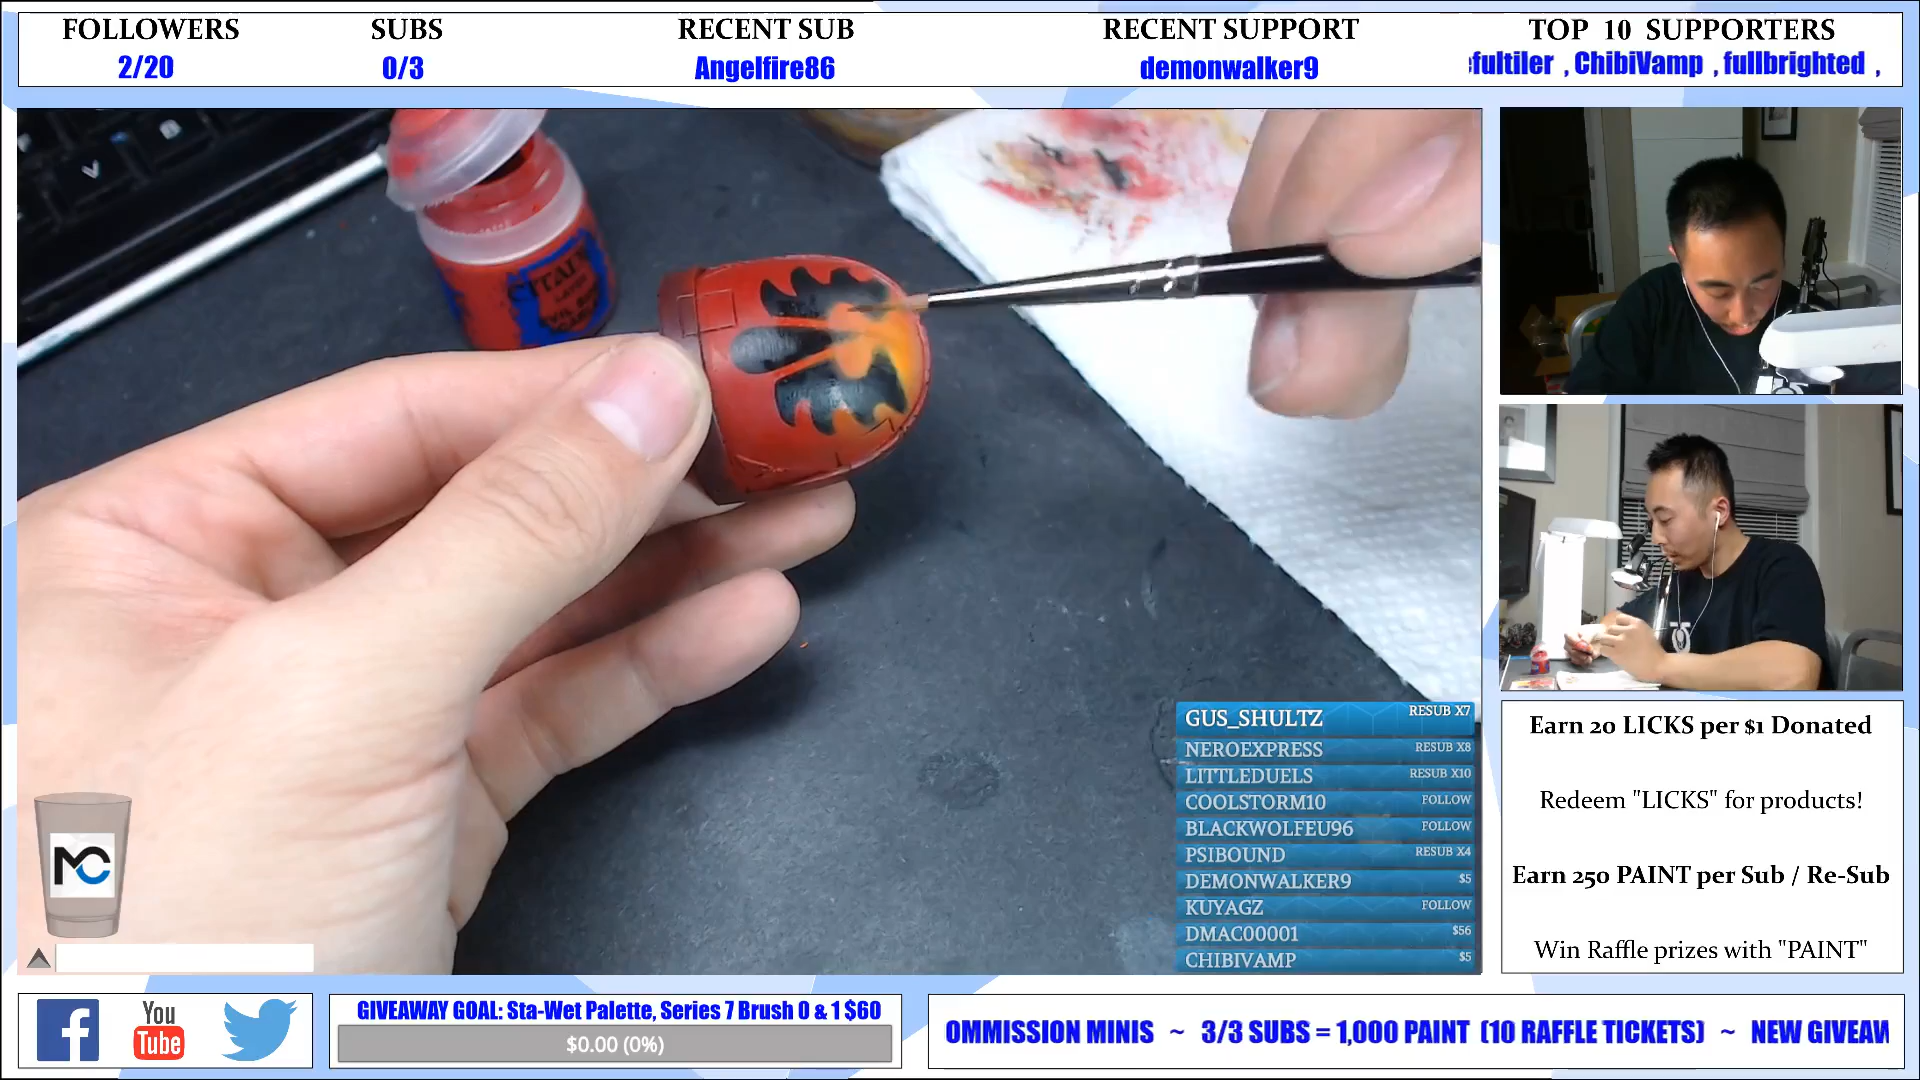 FOLLOWERS
2/20
SUBS
0/3
RECENT SUB
Angelfire86
RECENT SUPPORT
demonwalker9
TOP 10 SUPPORTERS
fultiler , ChibiVamp , fullbrighted ,
V
GUS_SHULTZ RESUB X7
NEROEXPRESS RESUB X8
LITTLEDUELS RESUB X10
COOLSTORM10 FOLLOW
BLACKWOLFEU96 FOLLOW
PSIBOUND RESUB X4
DEMONWALKER9 $5
KUYAGZ FOLLOW
DMAC00001 $56
CHIBIVAMP $5
MC
Earn 20 LICKS per $1 Donated
Redeem "LICKS" for products!
Earn 250 PAINT per Sub / Re-Sub
Win Raffle prizes with "PAINT"
f
You
Tube
GIVEAWAY GOAL: Sta-Wet Palette, Series 7 Brush 0 & 1 $60
$0.00 (0%)
OMMISSION MINIS ~ 3/3 SUBS = 1,000 PAINT (10 RAFFLE TICKETS) ~ NEW GIVEAW